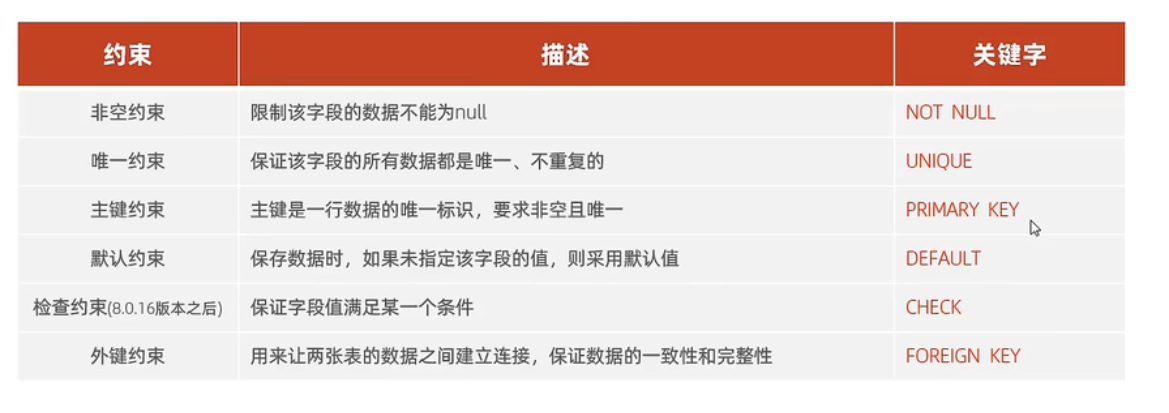 约束 描述 关键字
非空约束 限制该字段的数据不能为null NOT NULL
唯一约束 保证该字段的所有数据都是唯一、不重复的 UNIQUE
主键约束 主键是一行数据的唯一标识，要求非空且唯一 PRIMARY KEY
默认约束 保存数据时，如果未指定该字段的值，则采用默认值 DEFAULT
检查约束(8.0.16版本之后) 保证字段值满足某一个条件 CHECK
外键约束 用来让两张表的数据之间建立连接，保证数据的一致性和完整性 FOREIGN KEY